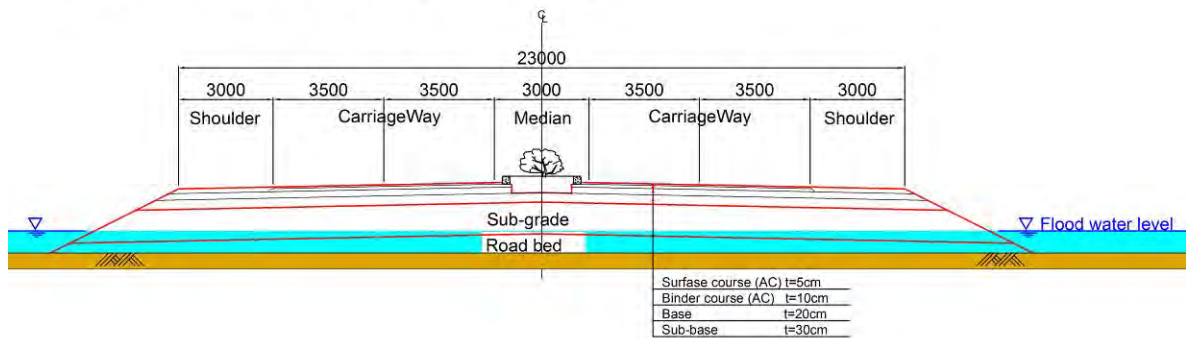 ℄
23000
3000 3500 3500 3000 3500 3500 3000
Shoulder CarriageWay Median CarriageWay Shoulder
Sub-grade
Flood water level
Road bed
Surfase course (AC) t=5cm
Binder course (AC) t=10cm
Base t=20cm
Sub-base t=30cm